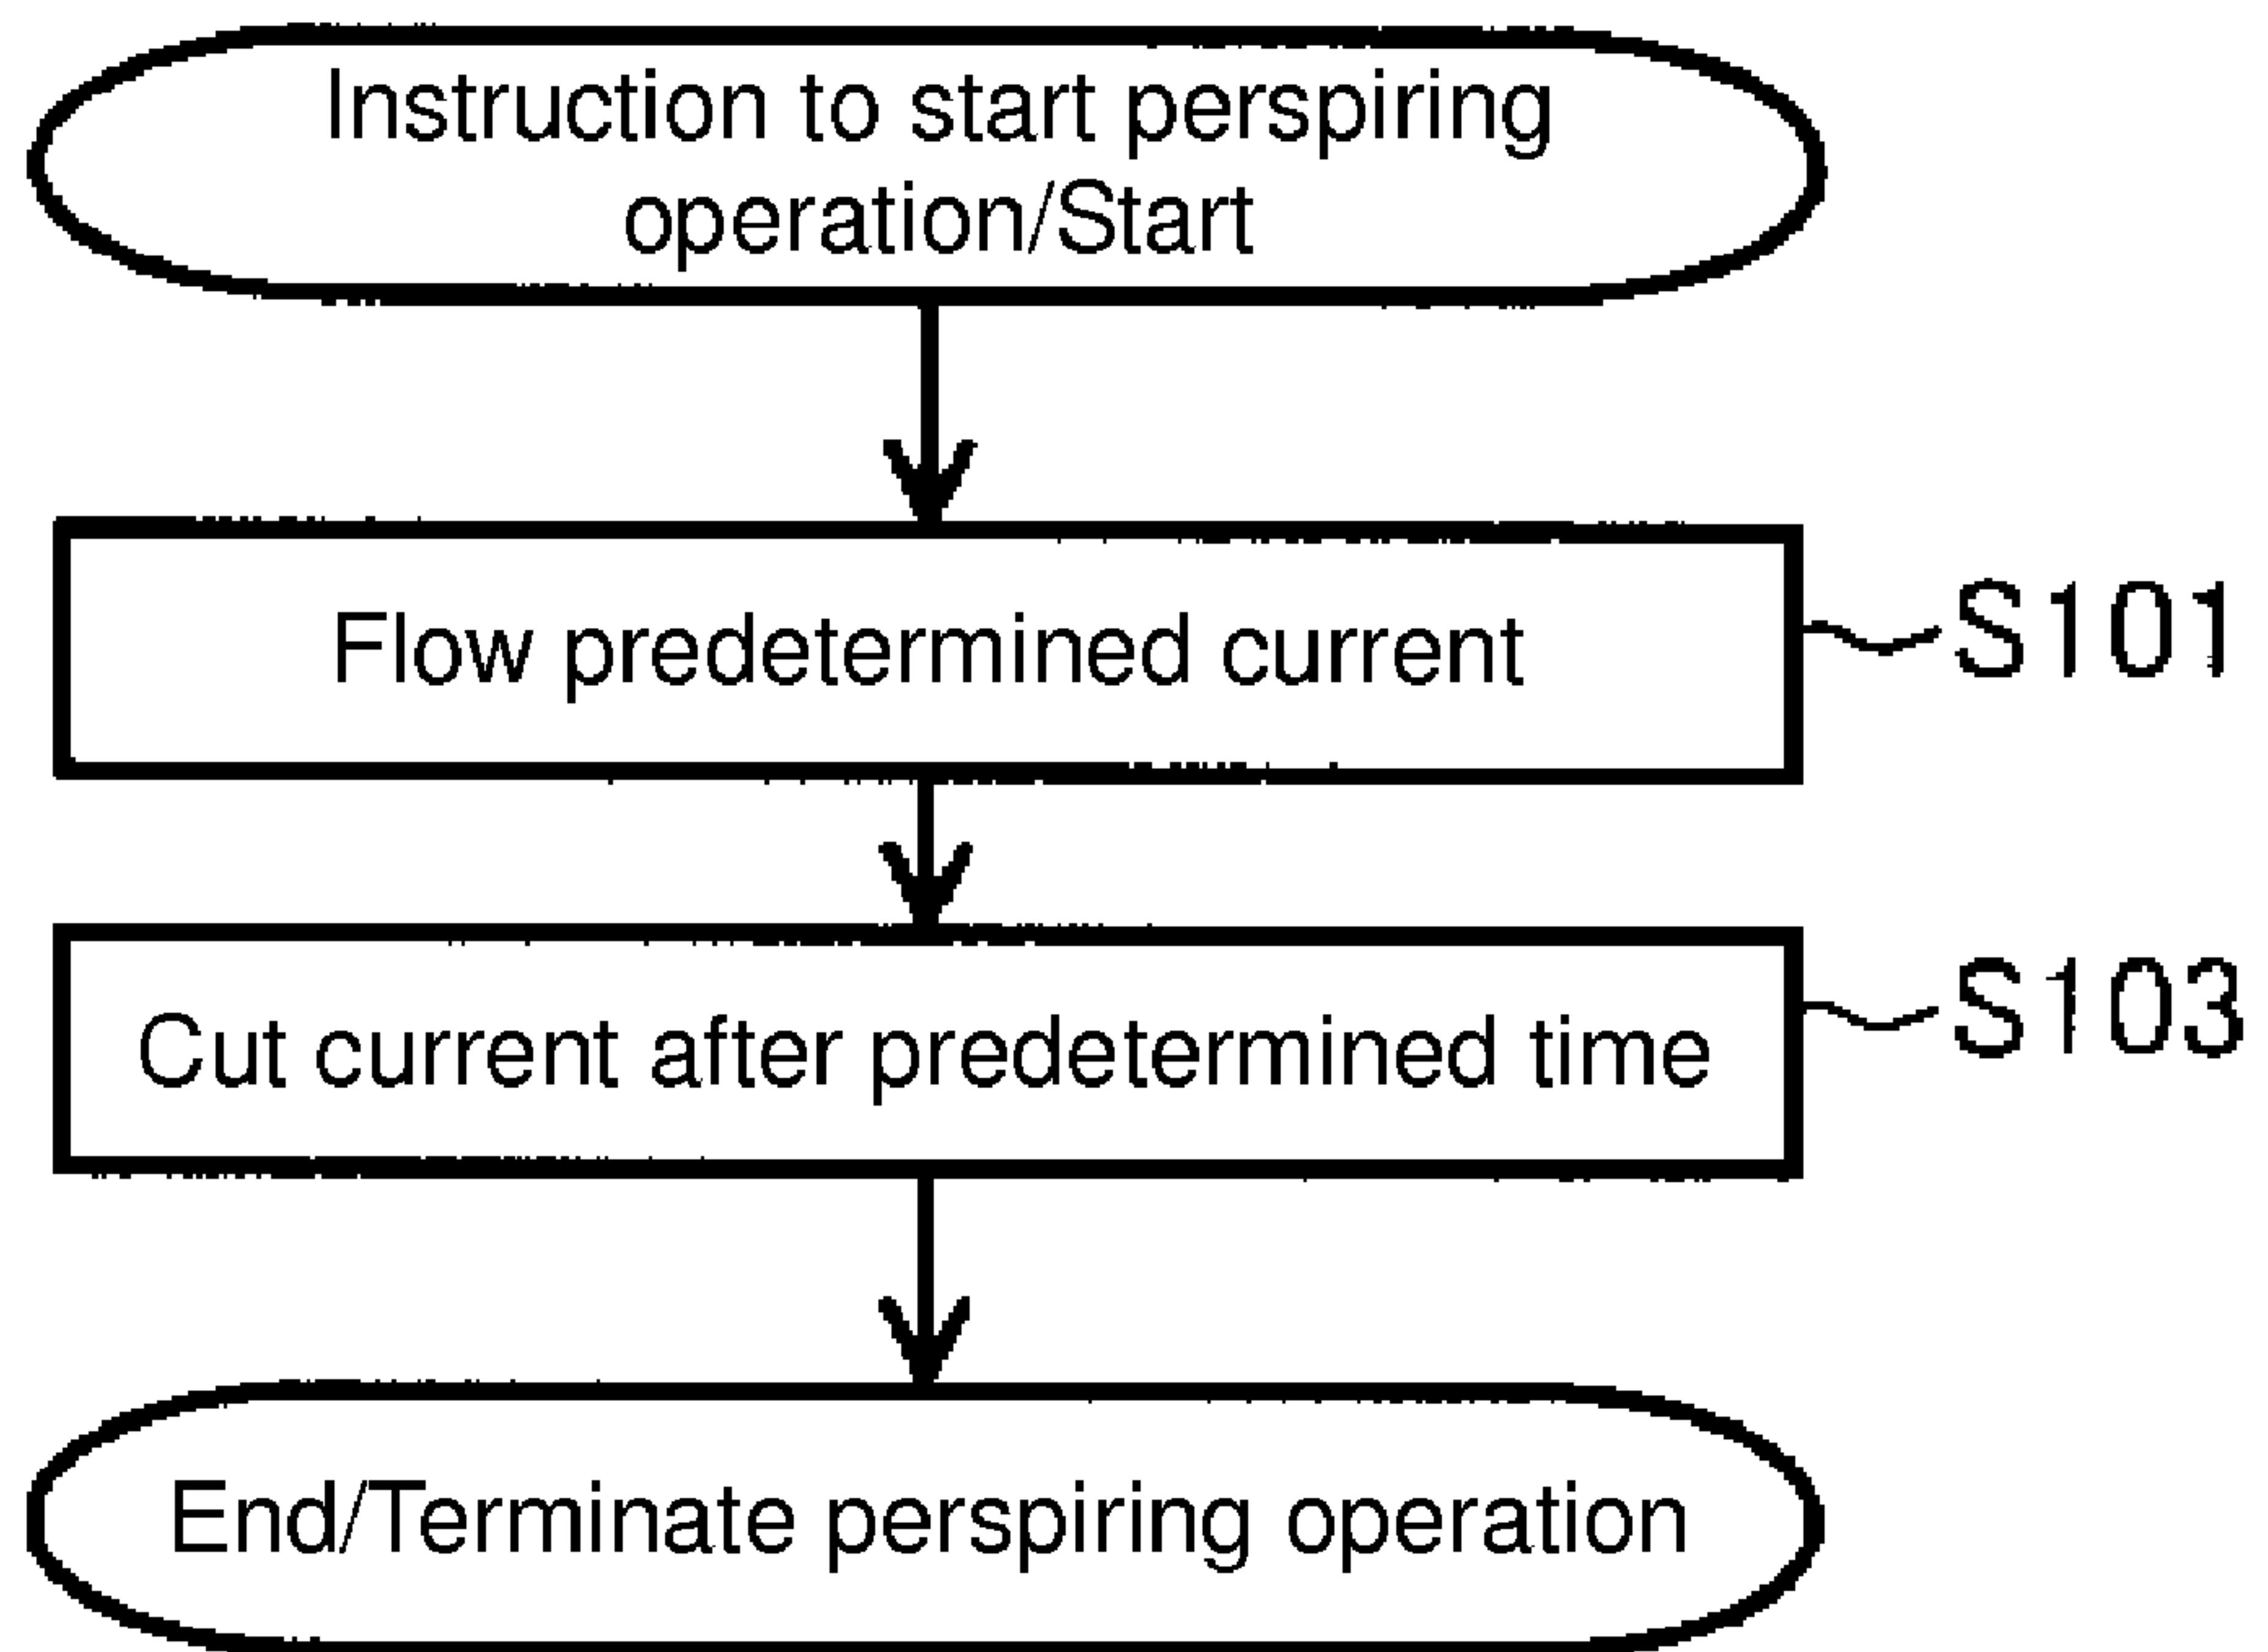 Instruction to start perspiring
operation/Start
Flow predetermined current
S101
Cut current after predetermined time
S103
End/Terminate perspiring operation